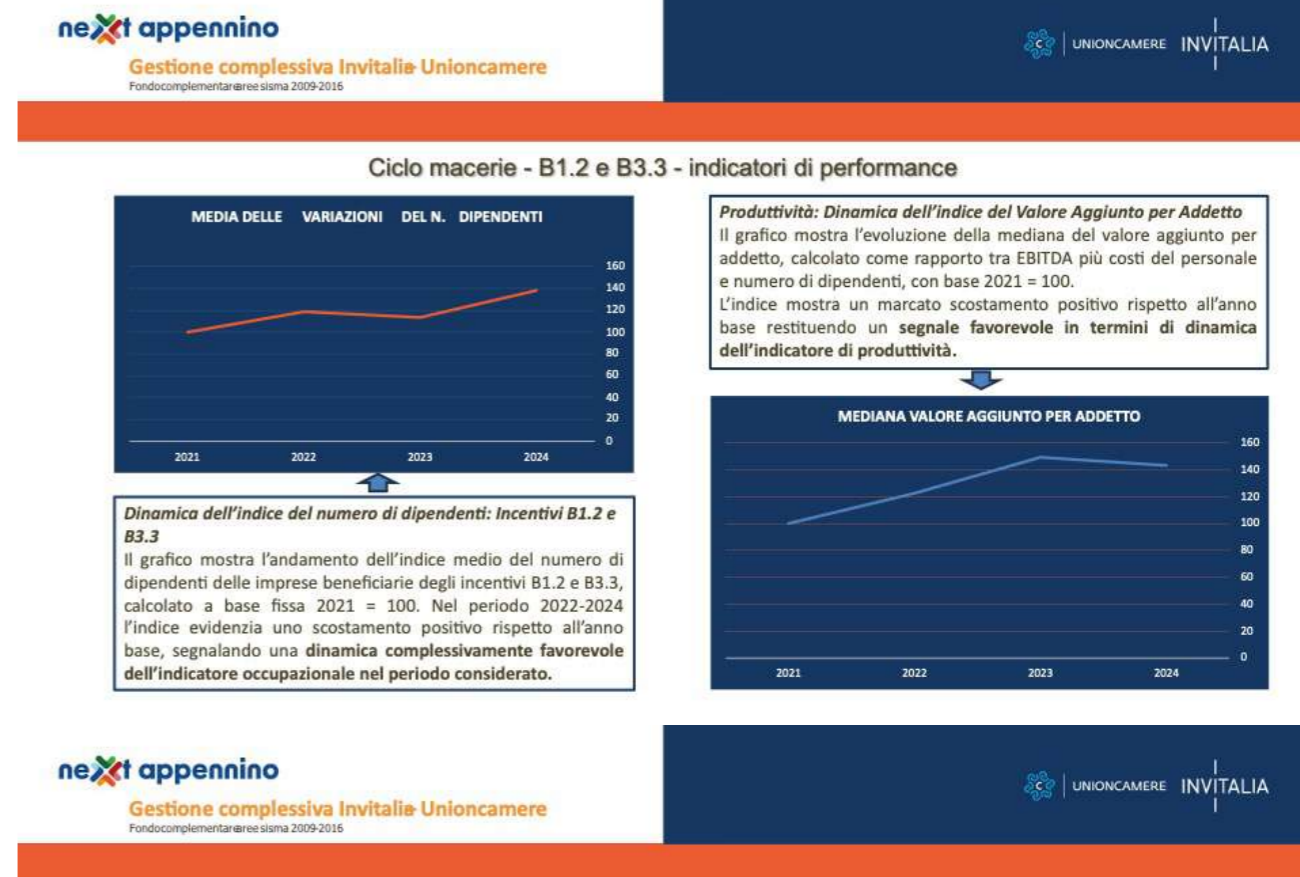 neXt appennino
UNIONCAMERE INVITALIA
Gestione complessiva Invitalia- Unioncamere
Fondocomplementarearee sisma 2009-2016
Ciclo macerie - B1.2 e B3.3 - indicatori di performance
MEDIA DELLE VARIAZIONI DEL N. DIPENDENTI
160
140
120
100
80
60
40
20
0
2021 2022 2023 2024
Dinamica dell'indice del numero di dipendenti: Incentivi B1.2 e
B3.3
Il grafico mostra l'andamento dell'indice medio del numero di
dipendenti delle imprese beneficiarie degli incentivi B1.2 e B3.3,
calcolato a base fissa 2021 = 100. Nel periodo 2022-2024
l'indice evidenzia uno scostamento positivo rispetto all'anno
base, segnalando una dinamica complessivamente favorevole
dell'indicatore occupazionale nel periodo considerato.
Produttività: Dinamica dell'indice del Valore Aggiunto per Addetto
Il grafico mostra l'evoluzione della mediana del valore aggiunto per
addetto, calcolato come rapporto tra EBITDA più costi del personale
e numero di dipendenti, con base 2021 = 100.
L'indice mostra un marcato scostamento positivo rispetto all'anno
base restituendo un segnale favorevole in termini di dinamica
dell'indicatore di produttività.
MEDIANA VALORE AGGIUNTO PER ADDETTO
160
140
120
100
80
60
40
20
0
2021 2022 2023 2024
neXt appennino
UNIONCAMERE INVITALIA
Gestione complessiva Invitalia- Unioncamere
Fondocomplementarearee sisma 2009-2016